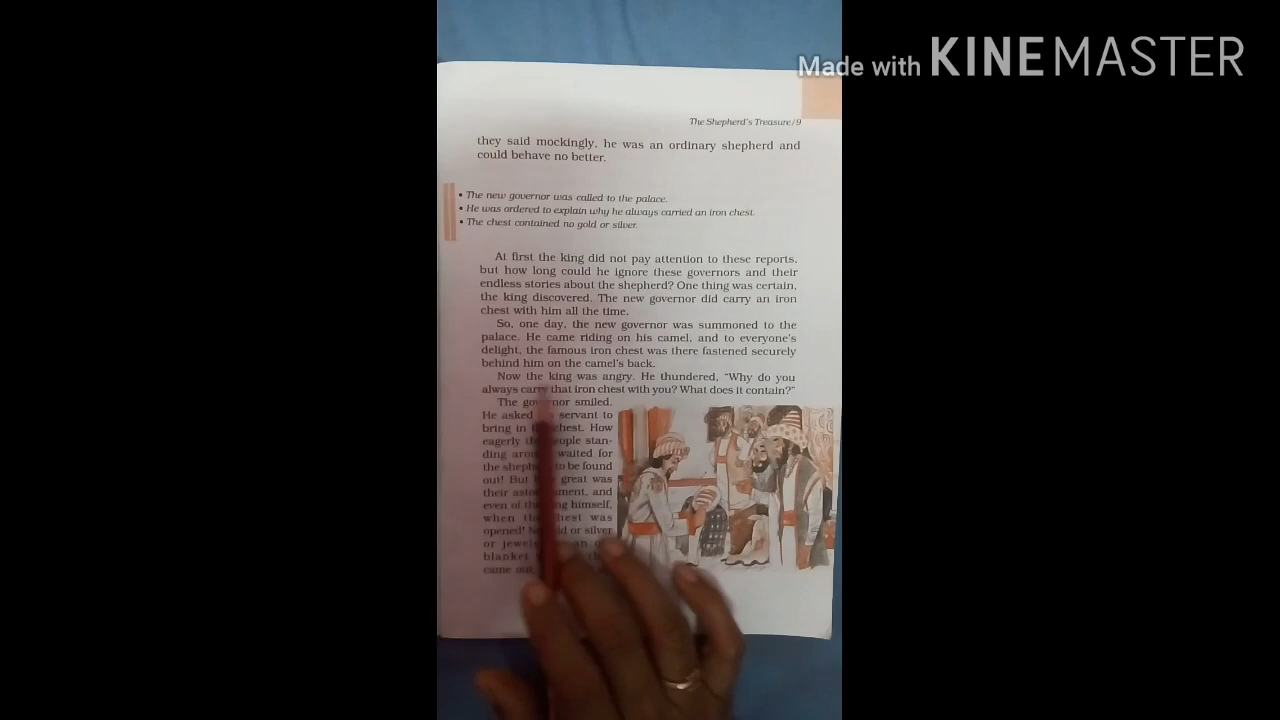 Made with KINEMASTER
The Shepherd's Treasure/9
they said mockingly, he was an ordinary shepherd and
could behave no better.
• The new governor was called to the palace.
• He was ordered to explain why he always carried an iron chest.
• The chest contained no gold or silver.
At first the king did not pay attention to these reports,
but how long could he ignore these governors and their
endless stories about the shepherd? One thing was certain,
the king discovered. The new governor did carry an iron
chest with him all the time.
So, one day, the new governor was summoned to the
palace. He came riding on his camel, and to everyone's
delight, the famous iron chest was there fastened securely
behind him on the camel's back.
Now the king was angry. He thundered, "Why do you
always carry that iron chest with you? What does it contain?"
The governor smiled.
He asked servant to
bring in chest. How
eagerly stan-
ding waited for
the to be found
out! But great was
their and
even of himself,
when chest was
opened! or silver
or
blanket
came out